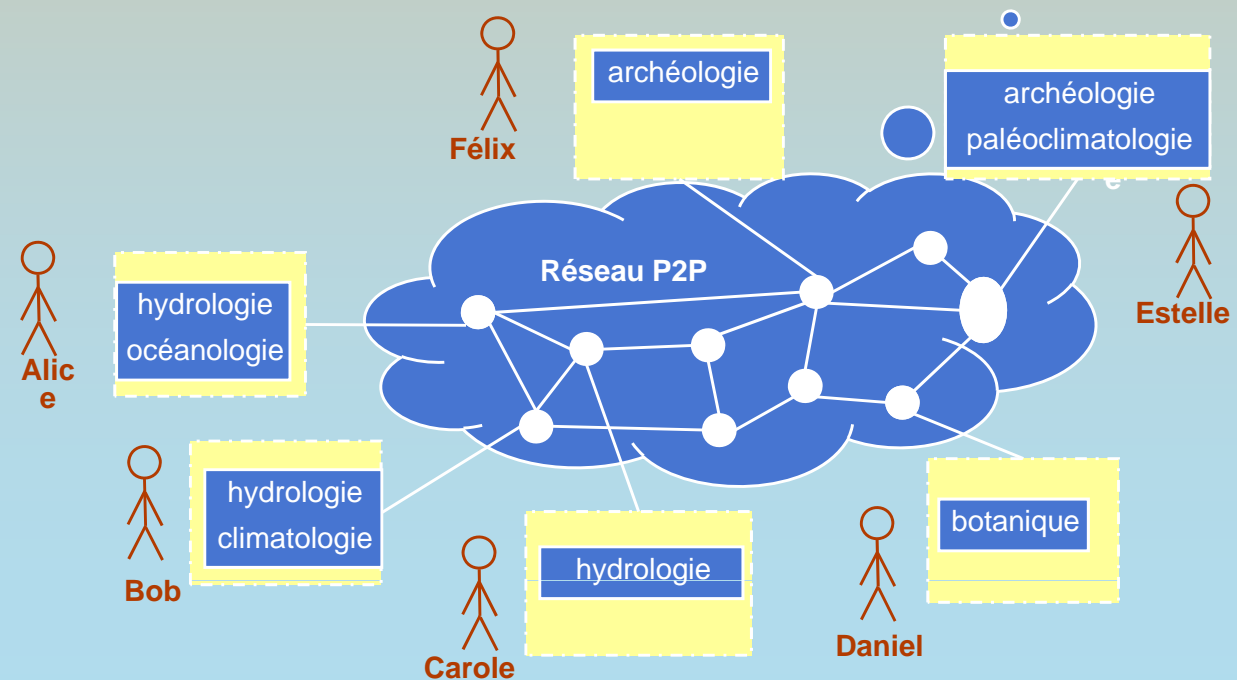 archéologie
Félix
archéologie
paléoclimatologie
e
Estelle
Réseau P2P
hydrologie
océanologie
Alic
e
hydrologie
climatologie
Bob
hydrologie
Carole
botanique
Daniel